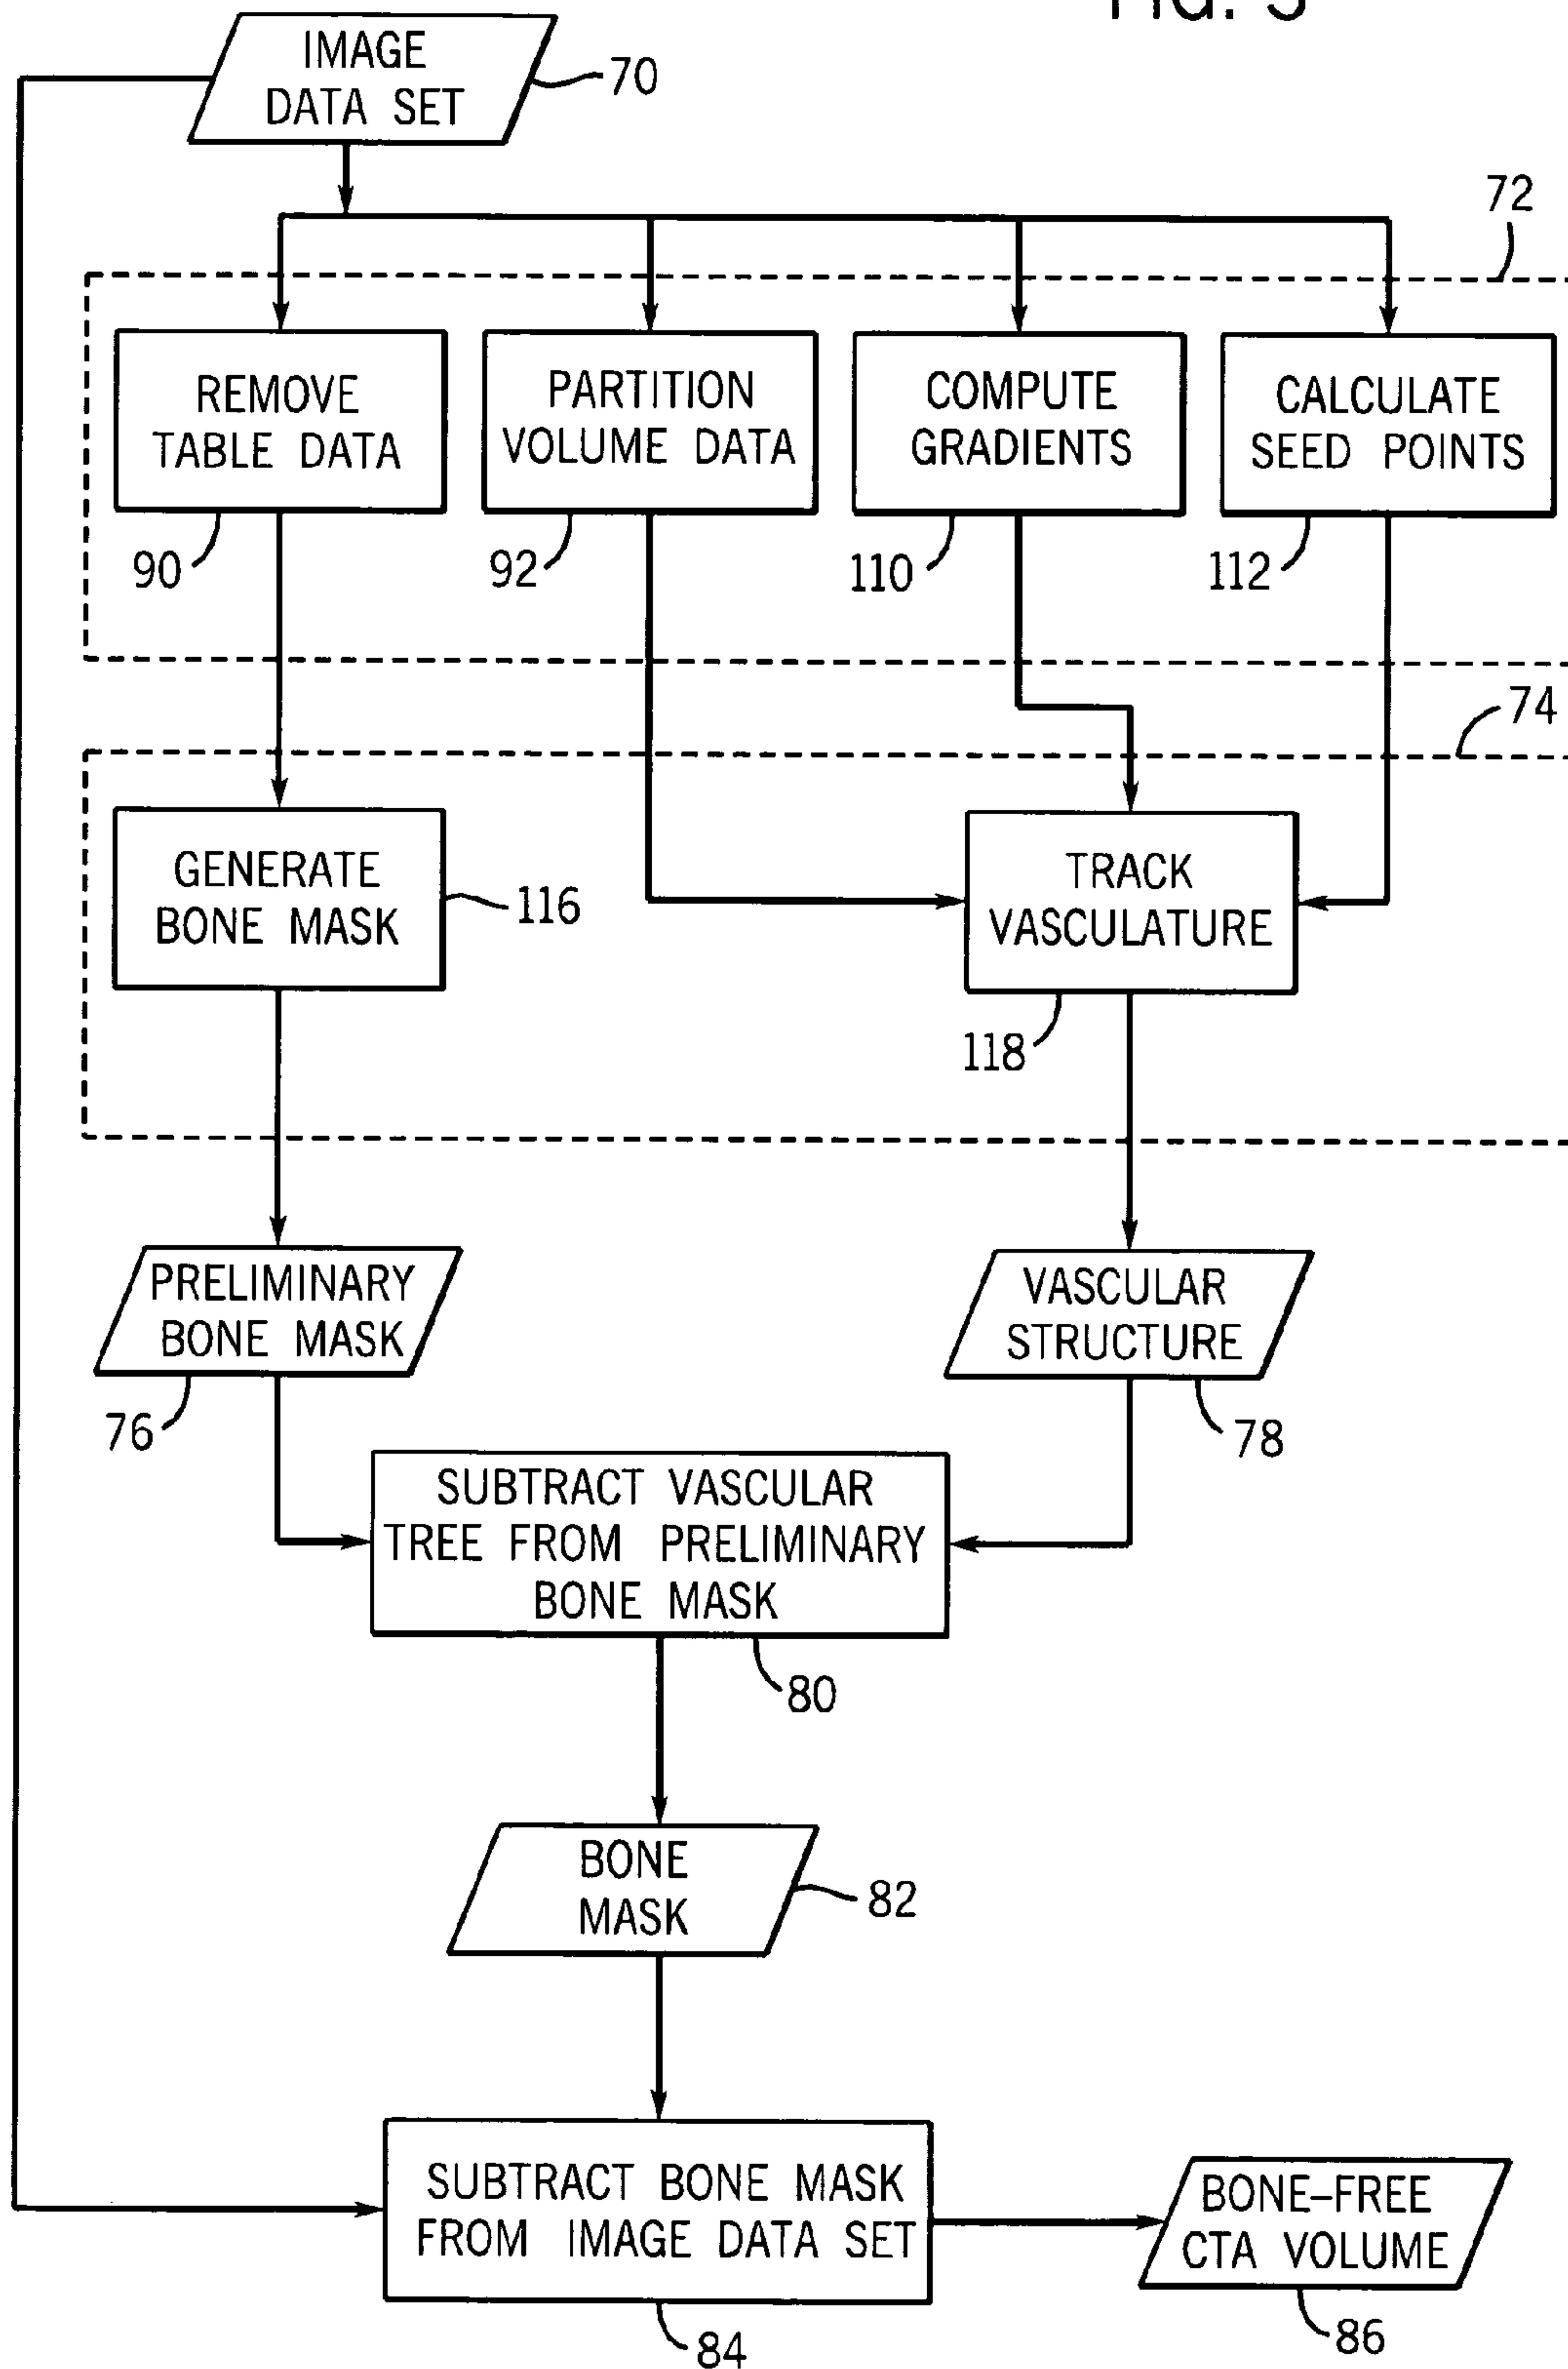 IMAGE
DATA SET
70
72
REMOVE
TABLE DATA
PARTITION
VOLUME DATA
COMPUTE
GRADIENTS
CALCULATE
SEED POINTS
90
92
110
112
74
GENERATE
BONE MASK
116
TRACK
VASCULATURE
118
PRELIMINARY
BONE MASK
VASCULAR
STRUCTURE
76
78
SUBTRACT VASCULAR
TREE FROM PRELIMINARY
BONE MASK
80
BONE
MASK
82
SUBTRACT BONE MASK
FROM IMAGE DATA SET
BONE-FREE
CTA VOLUME
84
86